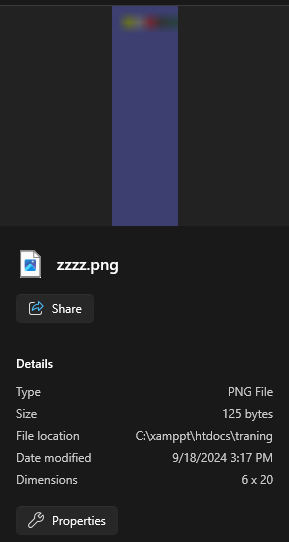 zzzz.png
Share
Details
Type PNG File
Size 125 bytes
File location C:\xamppt\htdocs\traning
Date modified 9/18/2024 3:17 PM
Dimensions 6 x 20
Properties